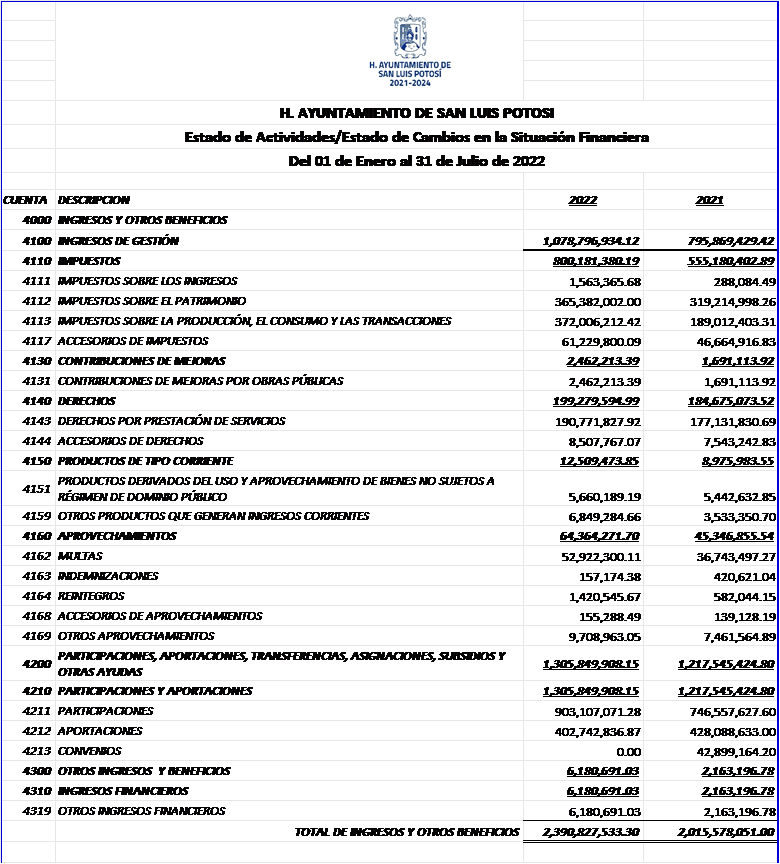 H. AYUNTAMIENTO DE
SAN LUIS POTOSÍ
2021-2024
H. AYUNTAMIENTO DE SAN LUIS POTOSI
Estado de Actividades/Estado de Cambios en la Situación Financiera
Del 01 de Enero al 31 de Julio de 2022
CUENTA DESCRIPCION 2022 2021
4000 INGRESOS Y OTROS BENEFICIOS
4100 INGRESOS DE GESTIÓN 1,078,796,934.12 795,869,429.42
4110 IMPUESTOS 800,181,380.19 555,180,402.89
4111 IMPUESTOS SOBRE LOS INGRESOS 1,563,365.68 288,084.49
4112 IMPUESTOS SOBRE EL PATRIMONIO 365,382,002.00 319,214,998.26
4113 IMPUESTOS SOBRE LA PRODUCCIÓN, EL CONSUMO Y LAS TRANSACCIONES 372,006,212.42 189,012,403.31
4117 ACCESORIOS DE IMPUESTOS 61,229,800.09 46,664,916.83
4130 CONTRIBUCIONES DE MEJORAS 2,462,213.39 1,691,113.92
4131 CONTRIBUCIONES DE MEJORAS POR OBRAS PÚBLICAS 2,462,213.39 1,691,113.92
4140 DERECHOS 199,279,594.99 184,675,073.52
4143 DERECHOS POR PRESTACIÓN DE SERVICIOS 190,771,827.92 177,131,830.69
4144 ACCESORIOS DE DERECHOS 8,507,767.07 7,543,242.83
4150 PRODUCTOS DE TIPO CORRIENTE 12,509,473.85 8,975,983.55
4151 PRODUCTOS DERIVADOS DEL USO Y APROVECHAMIENTO DE BIENES NO SUJETOS A
RÉGIMEN DE DOMINIO PÚBLICO 5,660,189.19 5,442,632.85
4159 OTROS PRODUCTOS QUE GENERAN INGRESOS CORRIENTES 6,849,284.66 3,533,350.70
4160 APROVECHAMIENTOS 64,364,271.70 45,346,855.54
4162 MULTAS 52,922,300.11 36,743,497.27
4163 INDEMNIZACIONES 157,174.38 420,621.04
4164 REINTEGROS 1,420,545.67 582,044.15
4168 ACCESORIOS DE APROVECHAMIENTOS 155,288.49 139,128.19
4169 OTROS APROVECHAMIENTOS 9,708,963.05 7,461,564.89
4200 PARTICIPACIONES, APORTACIONES, TRANSFERENCIAS, ASIGNACIONES, SUBSIDIOS Y
OTRAS AYUDAS 1,305,849,908.15 1,217,545,424.80
4210 PARTICIPACIONES Y APORTACIONES 1,305,849,908.15 1,217,545,424.80
4211 PARTICIPACIONES 903,107,071.28 746,557,627.60
4212 APORTACIONES 402,742,836.87 428,088,633.00
4213 CONVENIOS 0.00 42,899,164.20
4300 OTROS INGRESOS Y BENEFICIOS 6,180,691.03 2,163,196.78
4310 INGRESOS FINANCIEROS 6,180,691.03 2,163,196.78
4319 OTROS INGRESOS FINANCIEROS 6,180,691.03 2,163,196.78
TOTAL DE INGRESOS Y OTROS BENEFICIOS 2,390,827,533.30 2,015,578,051.00